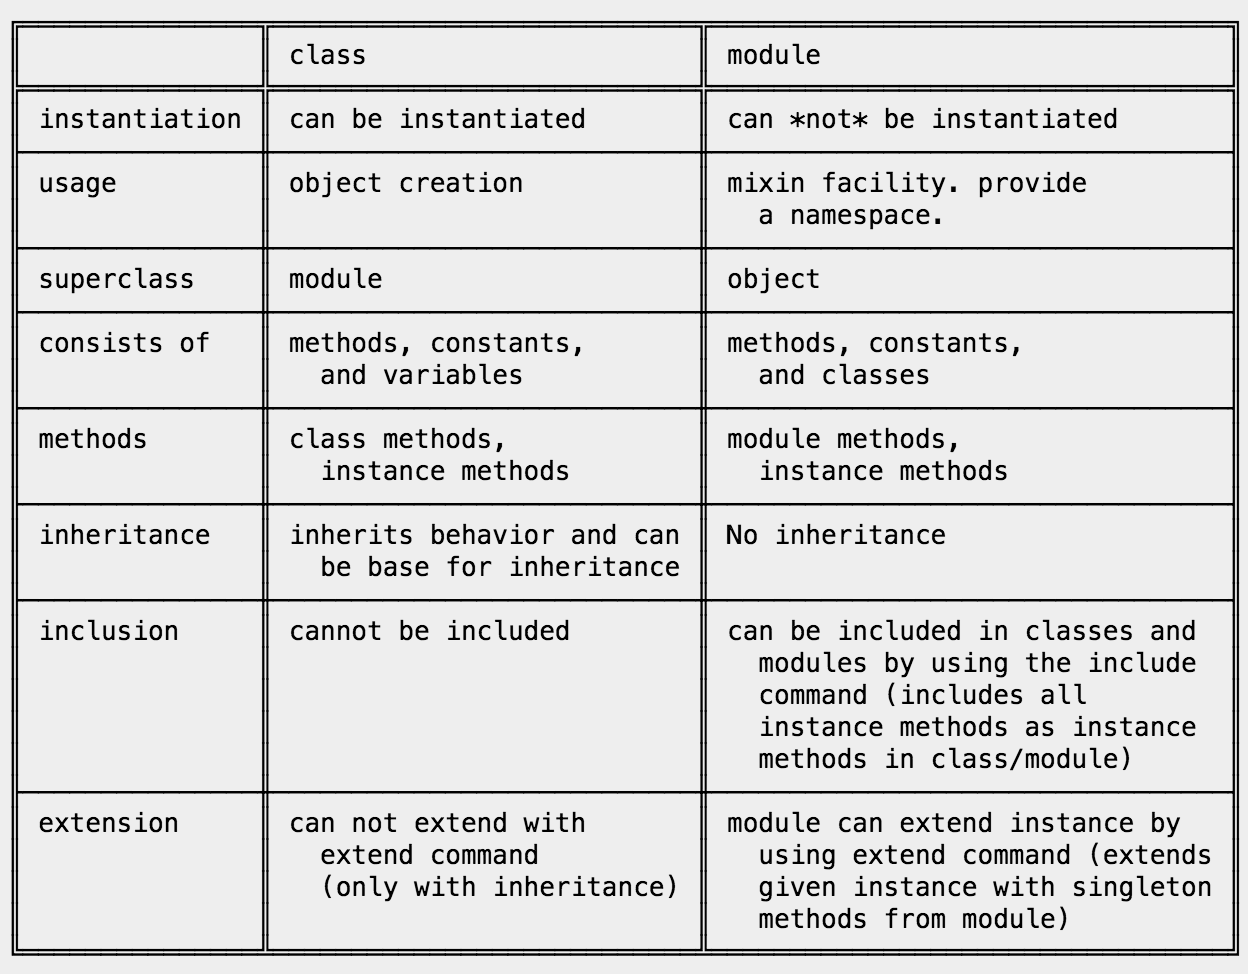 class module
instantiation can be instantiated can *not* be instantiated
usage object creation mixin facility. provide
a namespace.
superclass module object
consists of methods, constants, methods, constants,
and variables and classes
methods class methods, module methods,
instance methods instance methods
inheritance inherits behavior and can No inheritance
be base for inheritance
inclusion cannot be included can be included in classes and
modules by using the include
command (includes all
instance methods as instance
methods in class/module)
extension can not extend with module can extend instance by
extend command using extend command (extends
(only with inheritance) given instance with singleton
methods from module)